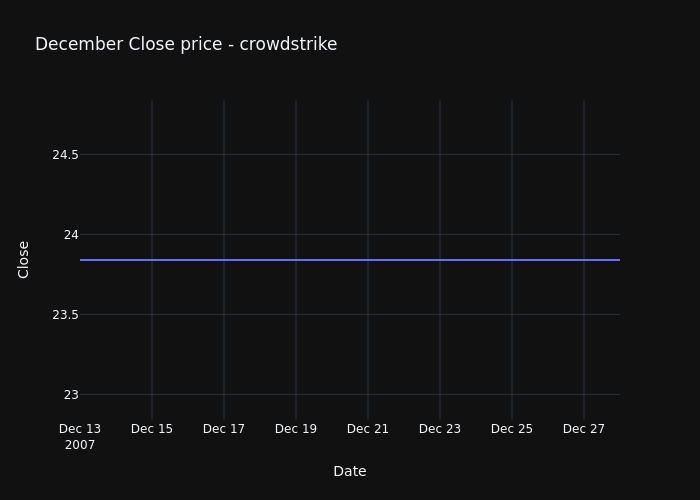 December Close price - crowdstrike
24.5
24
23.5
23
Close
Dec 13 Dec 15 Dec 17 Dec 19 Dec 21 Dec 23 Dec 25 Dec 27
2007
Date